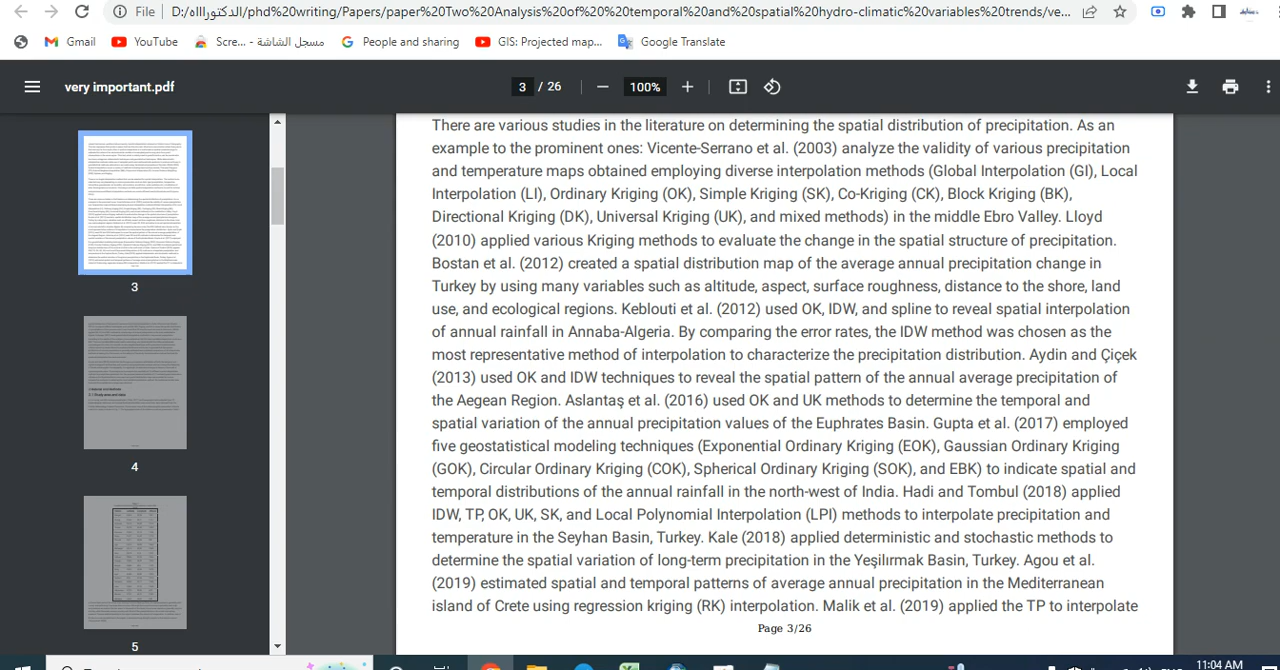 File | D:/الدكتورااله/phd%20writing/Papers/paper%20Two%20Analysis%20of%20%20temporal%20and%20spatial%20hydro-climatic%20variables%20trends/ve...
Gmail YouTube مسجل الشاشة - ...Scre People and sharing GIS: Projected map... Google Translate
very important.pdf 3 / 26 100%
There are various studies in the literature on determining the spatial distribution of precipitation. As an
example to the prominent ones: Vicente-Serrano et al. (2003) analyze the validity of various precipitation
and temperature maps obtained employing diverse interpolation methods (Global Interpolation (GI), Local
Interpolation (LI), Ordinary Kriging (OK), Simple Kriging (SK), Co-Kriging (CK), Block Kriging (BK),
Directional Kriging (DK), Universal Kriging (UK), and mixed methods) in the middle Ebro Valley. Lloyd
(2010) applied various Kriging methods to evaluate the change in the spatial structure of precipitation.
Bostan et al. (2012) created a spatial distribution map of the average annual precipitation change in
Turkey by using many variables such as altitude, aspect, surface roughness, distance to the shore, land
use, and ecological regions. Keblouti et al. (2012) used OK, IDW, and spline to reveal spatial interpolation
of annual rainfall in Annaba-Algeria. By comparing the error rates, the IDW method was chosen as the
most representative method of interpolation to characterize the precipitation distribution. Aydin and Çiçek
(2013) used OK and IDW techniques to reveal the spatial pattern of the annual average precipitation of
the Aegean Region. Aslantaş et al. (2016) used OK and UK methods to determine the temporal and
spatial variation of the annual precipitation values of the Euphrates Basin. Gupta et al. (2017) employed
five geostatistical modeling techniques (Exponential Ordinary Kriging (EOK), Gaussian Ordinary Kriging
(GOK), Circular Ordinary Kriging (COK), Spherical Ordinary Kriging (SOK), and EBK) to indicate spatial and
temporal distributions of the annual rainfall in the north-west of India. Hadi and Tombul (2018) applied
IDW, TP, OK, UK, SK, and Local Polynomial Interpolation (LPI) methods to interpolate precipitation and
temperature in the Seyhan Basin, Turkey. Kale (2018) applied deterministic and stochastic methods to
determine the spatial variation of long-term precipitation in the Yeşilırmak Basin, Turkey. Agou et al.
(2019) estimated spatial and temporal patterns of average annual precipitation in the Mediterranean
island of Crete using regression kriging (RK) interpolation. Malik et al. (2019) applied the TP to interpolate
Page 3/26
3
4
5
11:04 AM